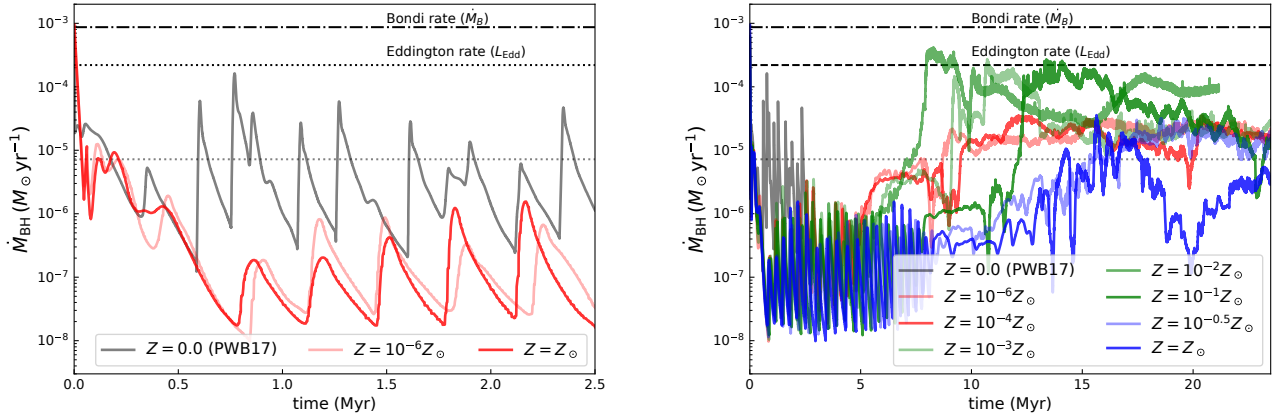 Bondi rate (Ṁ_B)
Eddington rate (L_Edd)
10⁻³
10⁻⁴
10⁻⁵
10⁻⁶
10⁻⁷
10⁻⁸
Ṁ_BH (M_⊙ yr⁻¹)
Z = 0.0 (PWB17)
Z = 10⁻⁶Z_⊙
Z = Z_⊙
0.0 0.5 1.0 1.5 2.0 2.5
time (Myr)
Bondi rate (Ṁ_B)
Eddington rate (L_Edd)
10⁻³
10⁻⁴
10⁻⁵
10⁻⁶
10⁻⁷
10⁻⁸
Ṁ_BH (M_⊙ yr⁻¹)
Z = 0.0 (PWB17)
Z = 10⁻⁶Z_⊙
Z = 10⁻⁴Z_⊙
Z = 10⁻³Z_⊙
Z = 10⁻²Z_⊙
Z = 10⁻¹Z_⊙
Z = 10⁻⁰·⁵Z_⊙
Z = Z_⊙
0 5 10 15 20
time (Myr)